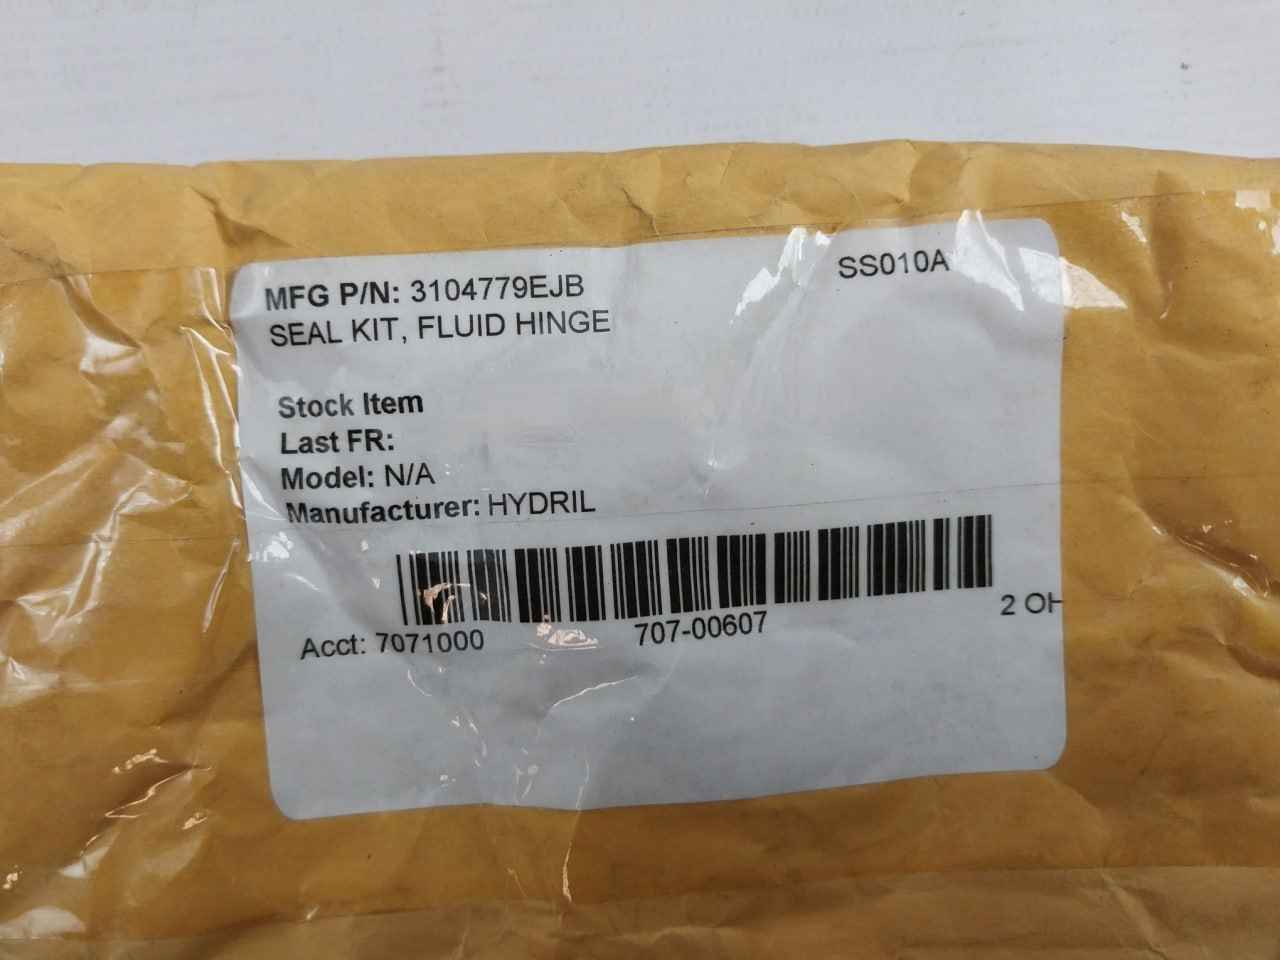 MFG P/N: 3104779EJB
SS010A
SEAL KIT, FLUID HINGE
Stock Item
Last FR:
Model: N/A
Manufacturer: HYDRIL
Acct: 7071000
707-00607
2 OH